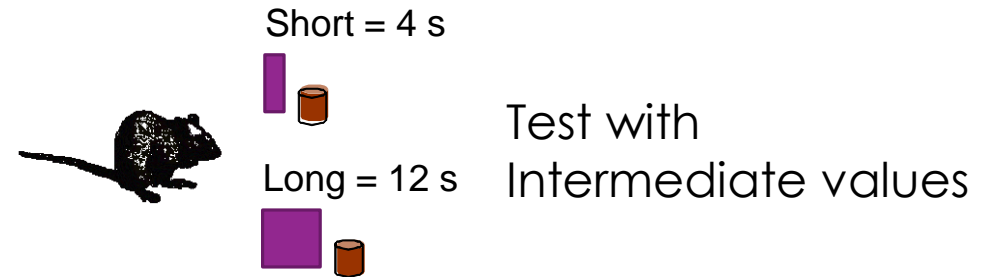 Short = 4 s
Long = 12 s
Test with
Intermediate values